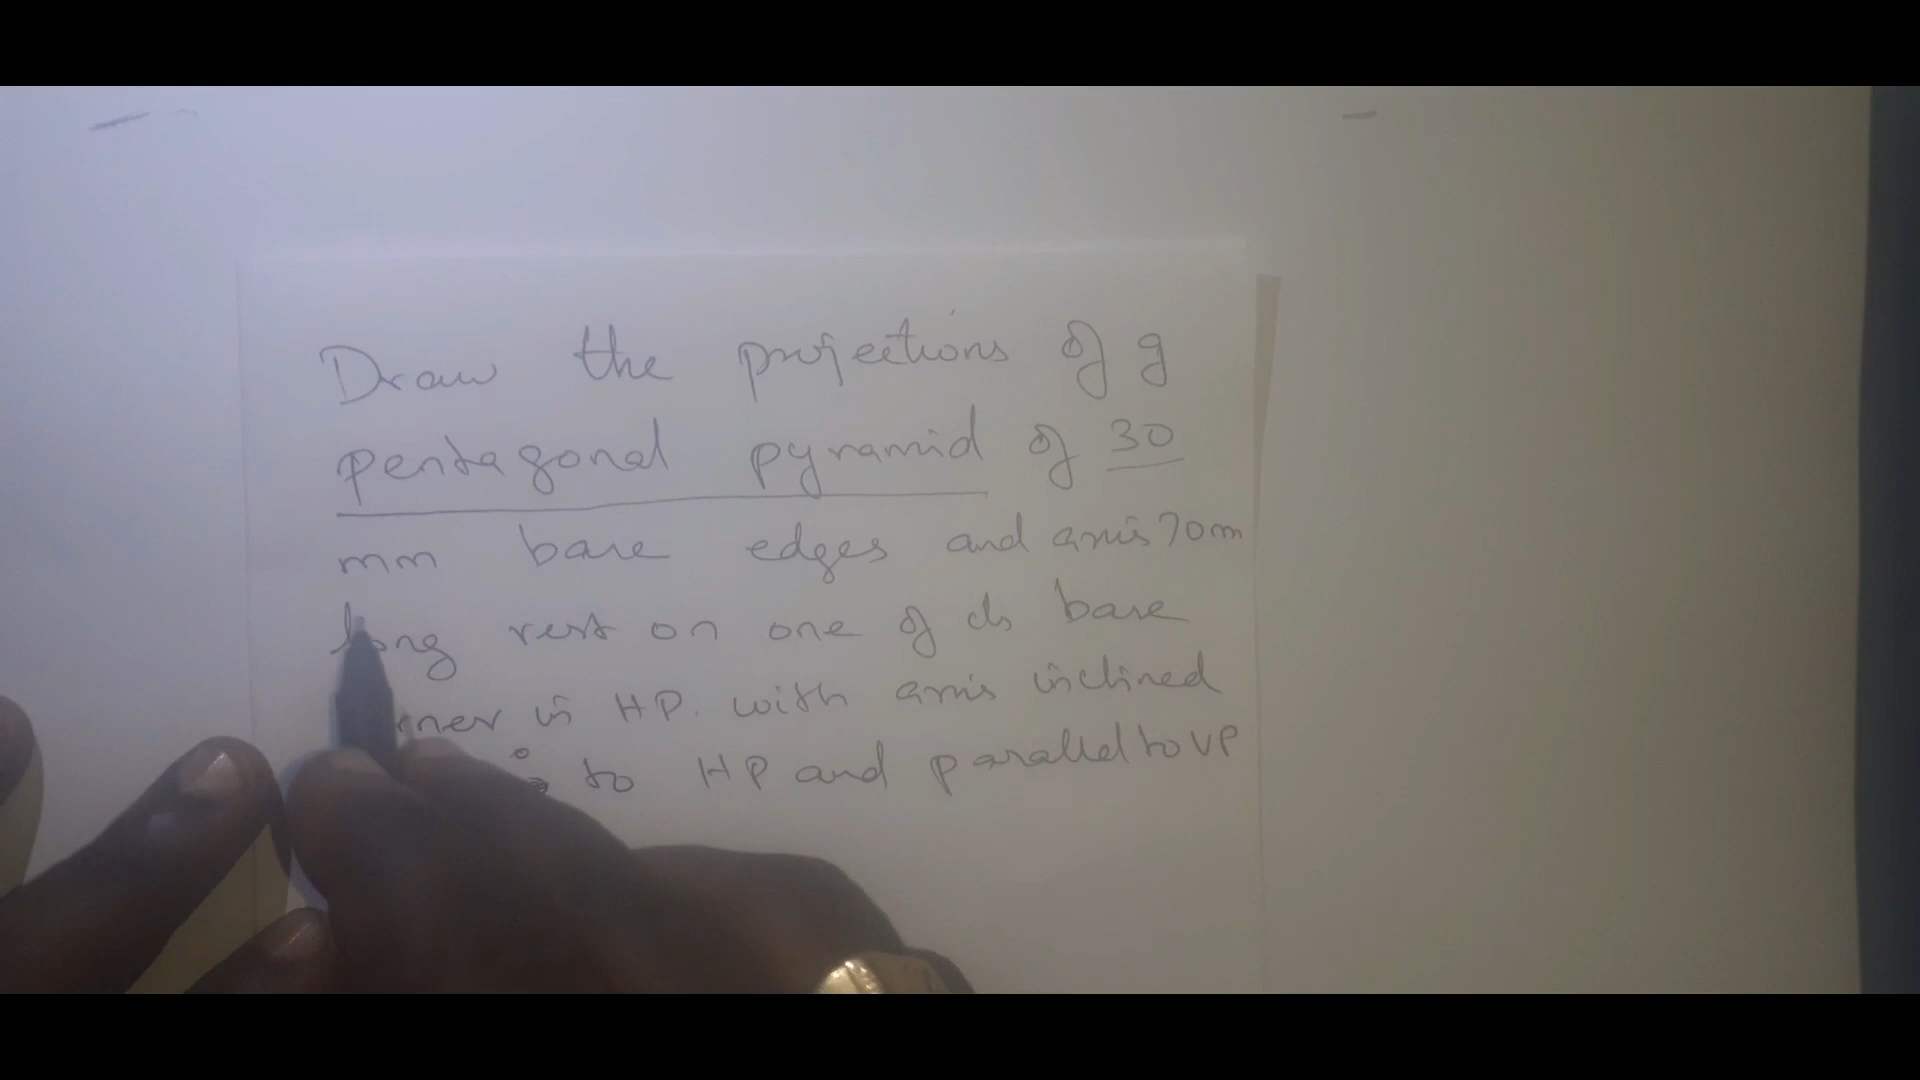 Draw the projections of a
pentagonal pyramid of 30
mm base edges and axis 70m
long rest on one of its base
ner in HP. with axis inclined
° to HP and parallel to VP